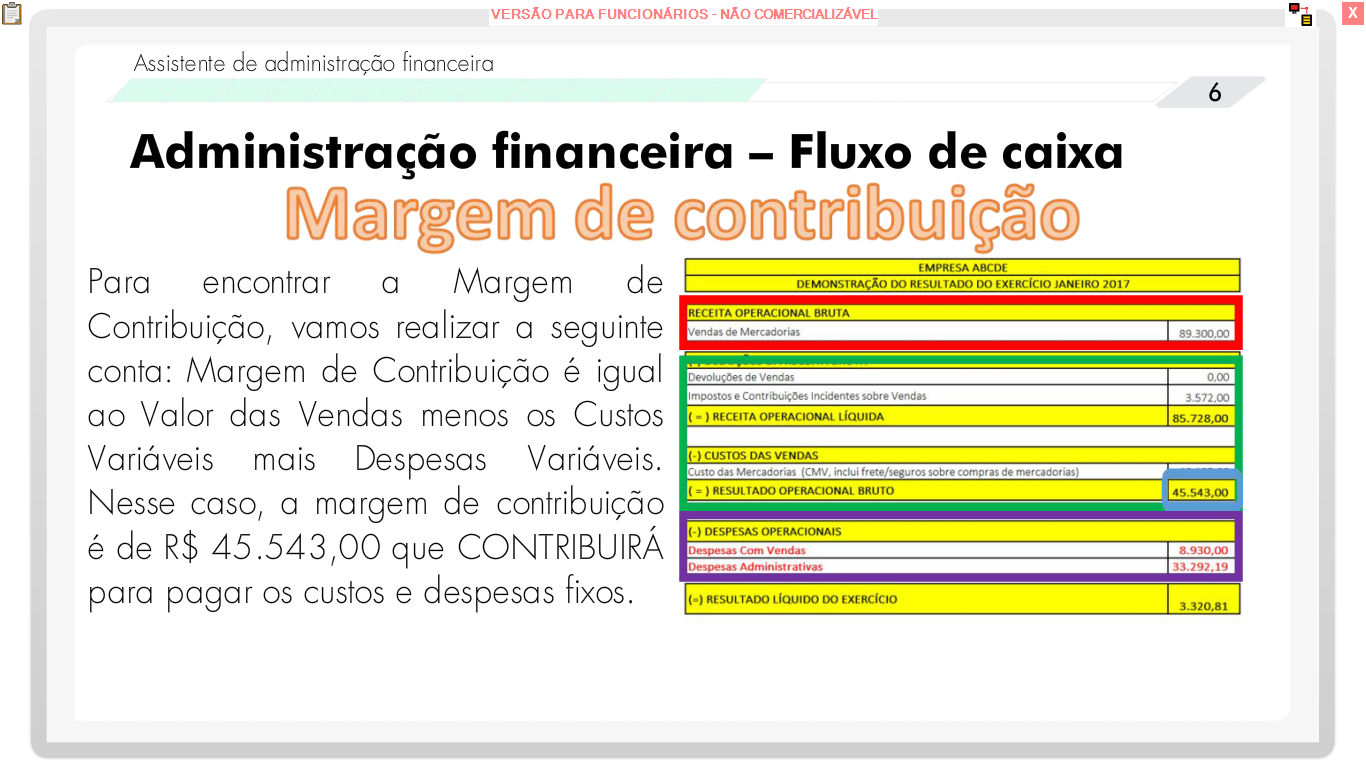 VERSÃO PARA FUNCIONÁRIOS - NÃO COMERCIALIZÁVEL
X
Assistente de administração financeira
6
Administração financeira – Fluxo de caixa
Margem de contribuição
Para encontrar a Margem de
Contribuição, vamos realizar a seguinte
conta: Margem de Contribuição é igual
ao Valor das Vendas menos os Custos
Variáveis mais Despesas Variáveis.
Nesse caso, a margem de contribuição
é de R$ 45.543,00 que CONTRIBUIRÁ
para pagar os custos e despesas fixos.
EMPRESA ABCDE
DEMONSTRAÇÃO DO RESULTADO DO EXERCÍCIO JANEIRO 2017
RECEITA OPERACIONAL BRUTA
Vendas de Mercadorias 89.300,00
Devoluções de Vendas 0,00
Impostos e Contribuições Incidentes sobre Vendas 3.572,00
( = ) RECEITA OPERACIONAL LÍQUIDA 85.728,00
(-) CUSTOS DAS VENDAS
Custo das Mercadorias (CMV, inclui frete/seguros sobre compras de mercadorias)
( = ) RESULTADO OPERACIONAL BRUTO 45.543,00
(-) DESPESAS OPERACIONAIS
Despesas Com Vendas 8.930,00
Despesas Administrativas 33.292,19
(=) RESULTADO LÍQUIDO DO EXERCÍCIO 3.320,81